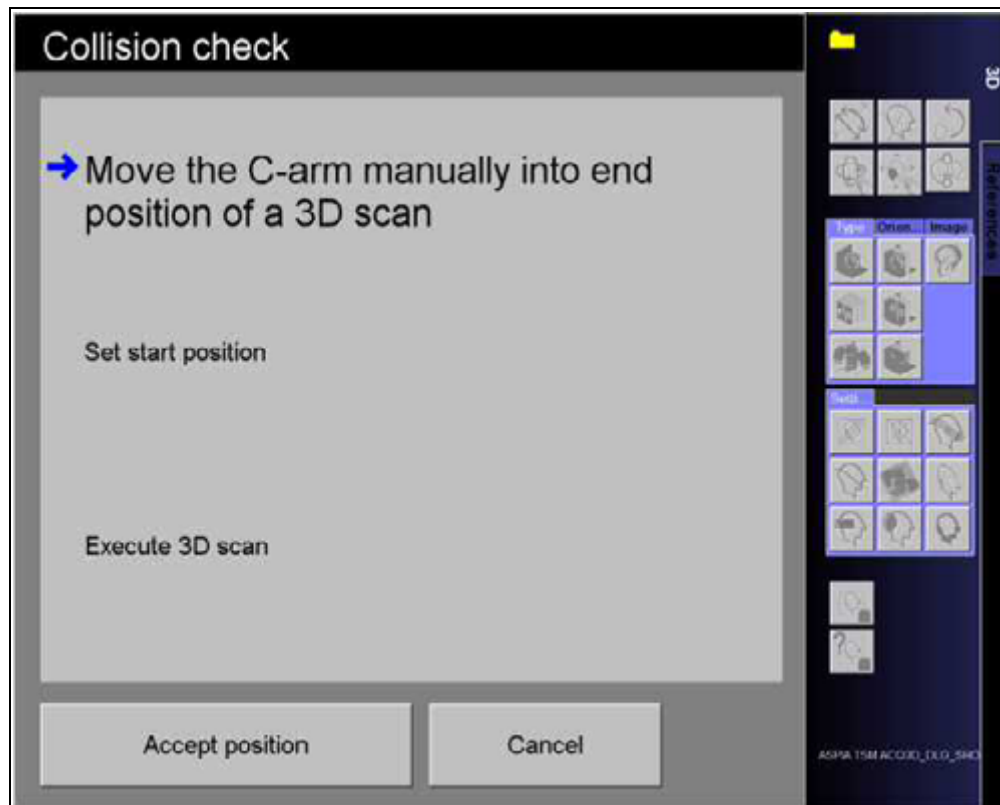 Collision check
Move the C-arm manually into end
position of a 3D scan
Set start position
Execute 3D scan
Accept position
Cancel
3D
References
Type
Orien...
Image